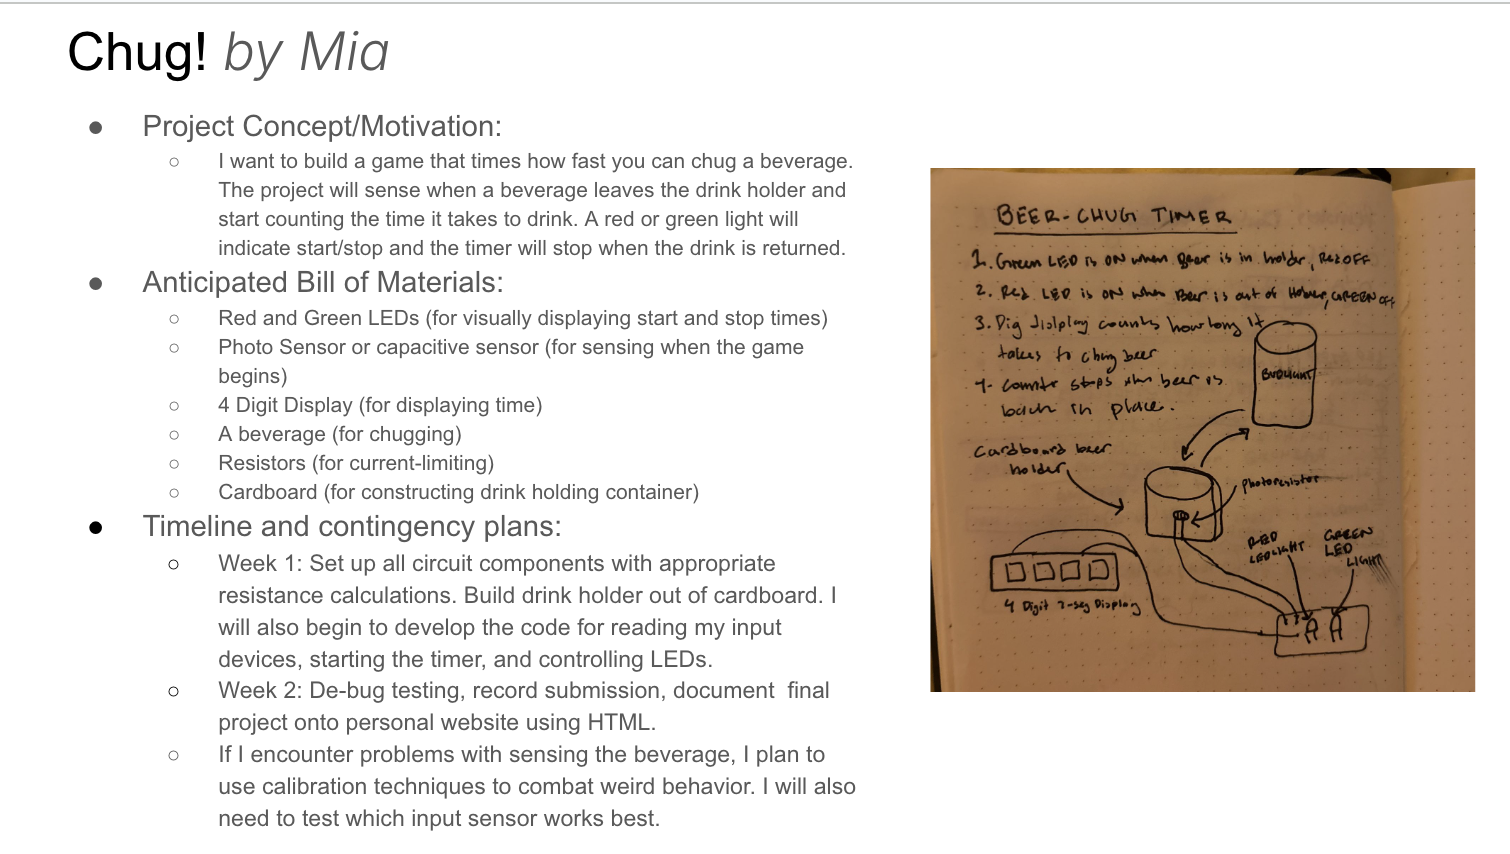 Chug! by Mia
● Project Concept/Motivation:
○ I want to build a game that times how fast you can chug a beverage.
The project will sense when a beverage leaves the drink holder and
start counting the time it takes to drink. A red or green light will
indicate start/stop and the timer will stop when the drink is returned.
● Anticipated Bill of Materials:
○ Red and Green LEDs (for visually displaying start and stop times)
○ Photo Sensor or capacitive sensor (for sensing when the game
begins)
○ 4 Digit Display (for displaying time)
○ A beverage (for chugging)
○ Resistors (for current-limiting)
○ Cardboard (for constructing drink holding container)
● Timeline and contingency plans:
○ Week 1: Set up all circuit components with appropriate
resistance calculations. Build drink holder out of cardboard. I
will also begin to develop the code for reading my input
devices, starting the timer, and controlling LEDs.
○ Week 2: De-bug testing, record submission, document  final
project onto personal website using HTML.
○ If I encounter problems with sensing the beverage, I plan to
use calibration techniques to combat weird behavior. I will also
need to test which input sensor works best.
BEER-CHUG TIMER
1. Green LED is ON when Beer is in holder, RED OFF
2. Red LED is ON when Beer is out of Holder, GREEN OFF
3. Dig display counts how long it
takes to chug beer
4. Counter stops when beer is
back in place.
BUDLIGHT
Cardboard beer
holder
Photoresistor
RED
LED LIGHT
GREEN
LED
LIGHT
4 Digit 7-seg Display